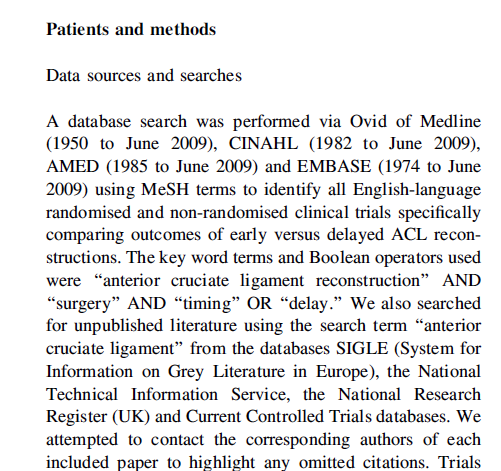 Patients and methods
Data sources and searches
A database search was performed via Ovid of Medline
(1950 to June 2009), CINAHL (1982 to June 2009),
AMED (1985 to June 2009) and EMBASE (1974 to June
2009) using MeSH terms to identify all English-language
randomised and non-randomised clinical trials specifically
comparing outcomes of early versus delayed ACL recon-
structions. The key word terms and Boolean operators used
were “anterior cruciate ligament reconstruction” AND
“surgery” AND “timing” OR “delay.” We also searched
for unpublished literature using the search term “anterior
cruciate ligament” from the databases SIGLE (System for
Information on Grey Literature in Europe), the National
Technical Information Service, the National Research
Register (UK) and Current Controlled Trials databases. We
attempted to contact the corresponding authors of each
included paper to highlight any omitted citations. Trials